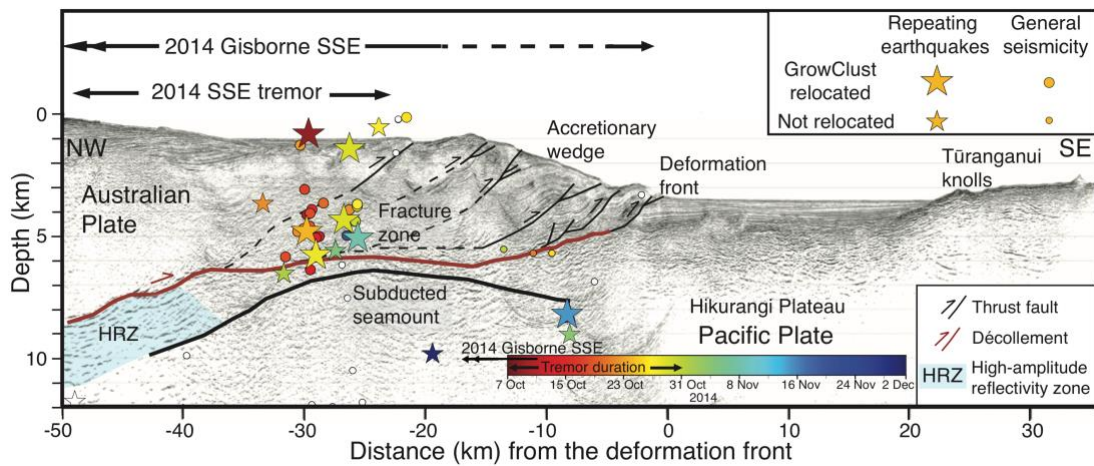 2014 Gisborne SSE
2014 SSE tremor
Repeating earthquakes
General seismicity
GrowClust relocated
Not relocated
NW
SE
Accretionary wedge
Deformation front
Tūranganui knolls
Australian Plate
Fracture zone
Subducted seamount
HRZ
Hikurangi Plateau
Pacific Plate
2014 Gisborne SSE
Tremor duration
7 Oct
15 Oct
23 Oct
31 Oct
8 Nov
16 Nov
24 Nov
2 Dec
2014
Thrust fault
Décollement
HRZ
High-amplitude reflectivity zone
Depth (km)
0
5
10
-50
-40
-30
-20
-10
0
10
20
30
Distance (km) from the deformation front